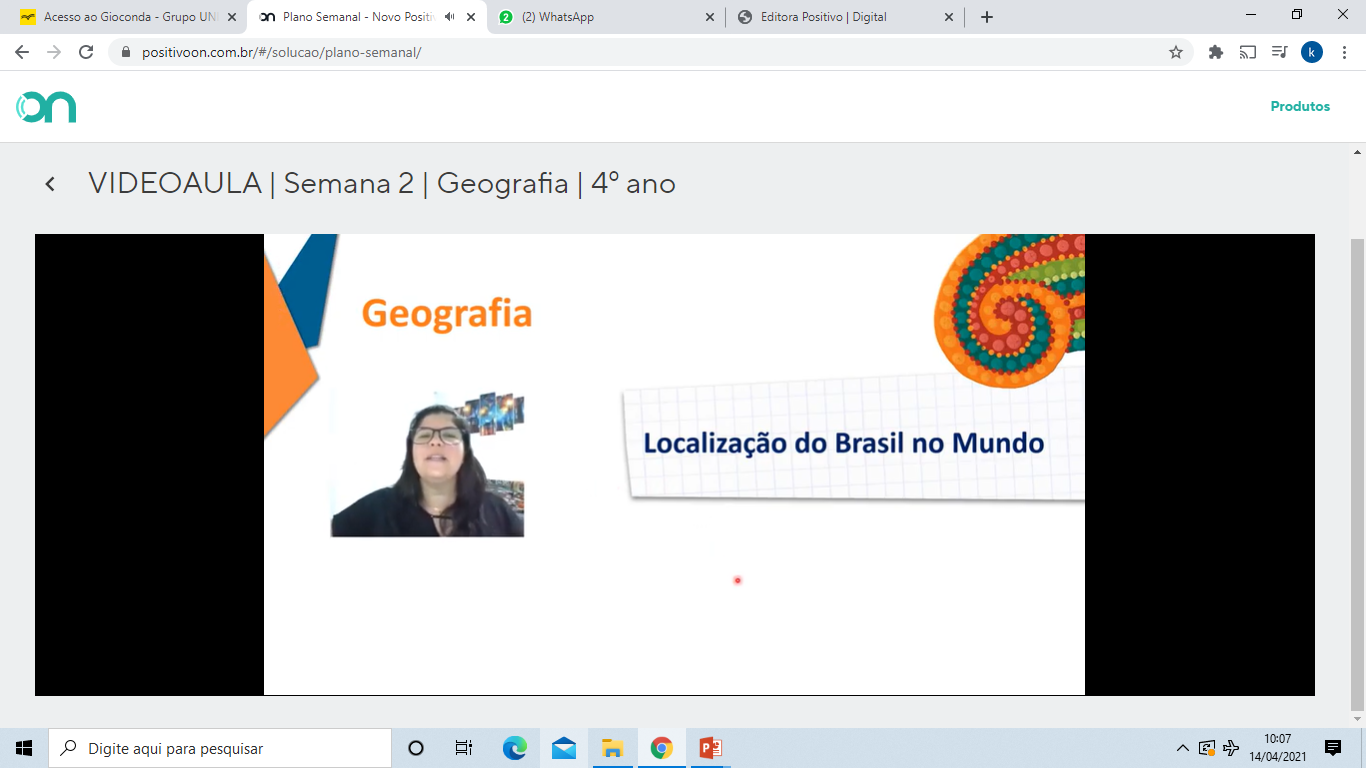 Acesso ao Gioconda - Grupo UN
Plano Semanal - Novo Positi
(2) WhatsApp
Editora Positivo | Digital
positivoon.com.br/#/solucao/plano-semanal/
k
on
Produtos
VIDEOAULA | Semana 2 | Geografia | 4º ano
Geografia
Localização do Brasil no Mundo
Digite aqui para pesquisar
10:07
14/04/2021